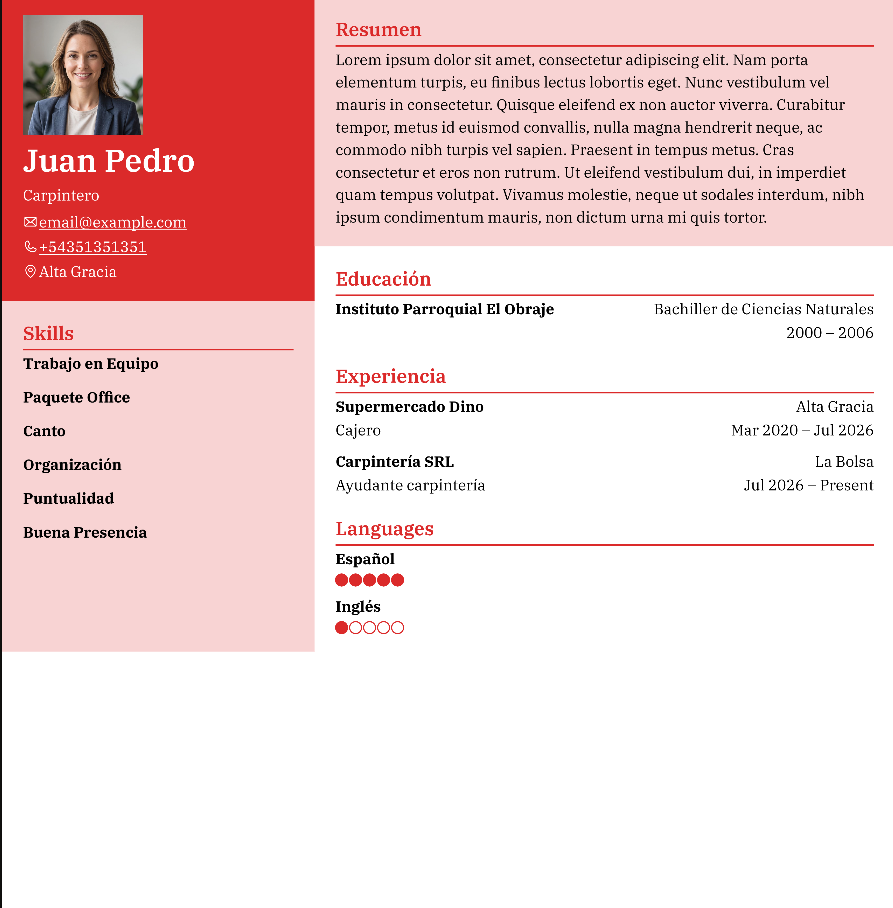 Juan Pedro
Carpintero
email@example.com
+54351351351
Alta Gracia
Skills
Trabajo en Equipo
Paquete Office
Canto
Organización
Puntualidad
Buena Presencia
Resumen
Lorem ipsum dolor sit amet, consectetur adipiscing elit. Nam porta
elementum turpis, eu finibus lectus lobortis eget. Nunc vestibulum vel
mauris in consectetur. Quisque eleifend ex non auctor viverra. Curabitur
tempor, metus id euismod convallis, nulla magna hendrerit neque, ac
commodo nibh turpis vel sapien. Praesent in tempus metus. Cras
consectetur et eros non rutrum. Ut eleifend vestibulum dui, in imperdiet
quam tempus volutpat. Vivamus molestie, neque ut sodales interdum, nibh
ipsum condimentum mauris, non dictum urna mi quis tortor.
Educación
Instituto Parroquial El Obraje Bachiller de Ciencias Naturales
2000 – 2006
Experiencia
Supermercado Dino Alta Gracia
Cajero Mar 2020 – Jul 2026
Carpintería SRL La Bolsa
Ayudante carpintería Jul 2026 – Present
Languages
Español
Inglés